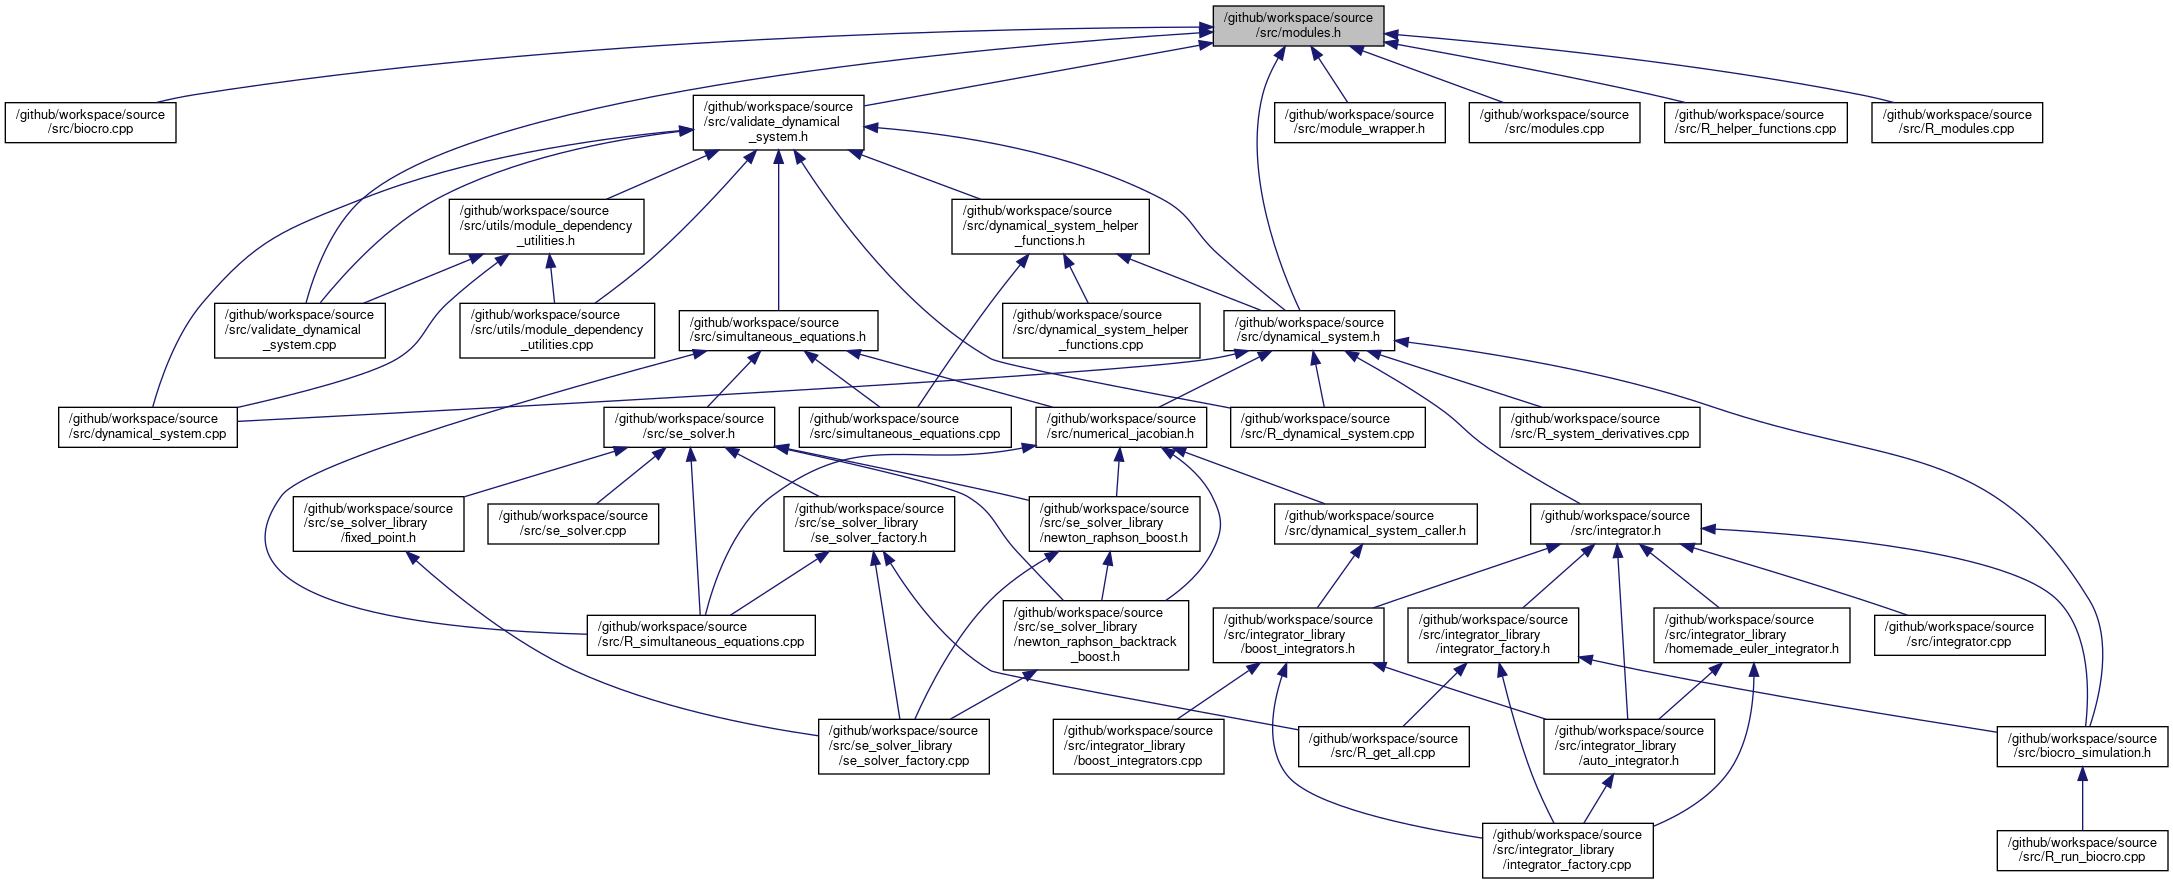 /github/workspace/source
/src/modules.h
/github/workspace/source
/src/biocro.cpp
/github/workspace/source
/src/validate_dynamical
_system.h
/github/workspace/source
/src/module_wrapper.h
/github/workspace/source
/src/modules.cpp
/github/workspace/source
/src/R_helper_functions.cpp
/github/workspace/source
/src/R_modules.cpp
/github/workspace/source
/src/utils/module_dependency
_utilities.h
/github/workspace/source
/src/dynamical_system_helper
_functions.h
/github/workspace/source
/src/validate_dynamical
_system.cpp
/github/workspace/source
/src/utils/module_dependency
_utilities.cpp
/github/workspace/source
/src/simultaneous_equations.h
/github/workspace/source
/src/dynamical_system_helper
_functions.cpp
/github/workspace/source
/src/dynamical_system.h
/github/workspace/source
/src/dynamical_system.cpp
/github/workspace/source
/src/se_solver.h
/github/workspace/source
/src/simultaneous_equations.cpp
/github/workspace/source
/src/numerical_jacobian.h
/github/workspace/source
/src/R_dynamical_system.cpp
/github/workspace/source
/src/R_system_derivatives.cpp
/github/workspace/source
/src/se_solver_library
/fixed_point.h
/github/workspace/source
/src/se_solver.cpp
/github/workspace/source
/src/se_solver_library
/se_solver_factory.h
/github/workspace/source
/src/se_solver_library
/newton_raphson_boost.h
/github/workspace/source
/src/dynamical_system_caller.h
/github/workspace/source
/src/integrator.h
/github/workspace/source
/src/R_simultaneous_equations.cpp
/github/workspace/source
/src/se_solver_library
/newton_raphson_backtrack
_boost.h
/github/workspace/source
/src/integrator_library
/boost_integrators.h
/github/workspace/source
/src/integrator_library
/integrator_factory.h
/github/workspace/source
/src/integrator_library
/homemade_euler_integrator.h
/github/workspace/source
/src/integrator.cpp
/github/workspace/source
/src/se_solver_library
/se_solver_factory.cpp
/github/workspace/source
/src/integrator_library
/boost_integrators.cpp
/github/workspace/source
/src/R_get_all.cpp
/github/workspace/source
/src/integrator_library
/auto_integrator.h
/github/workspace/source
/src/biocro_simulation.h
/github/workspace/source
/src/integrator_library
/integrator_factory.cpp
/github/workspace/source
/src/R_run_biocro.cpp